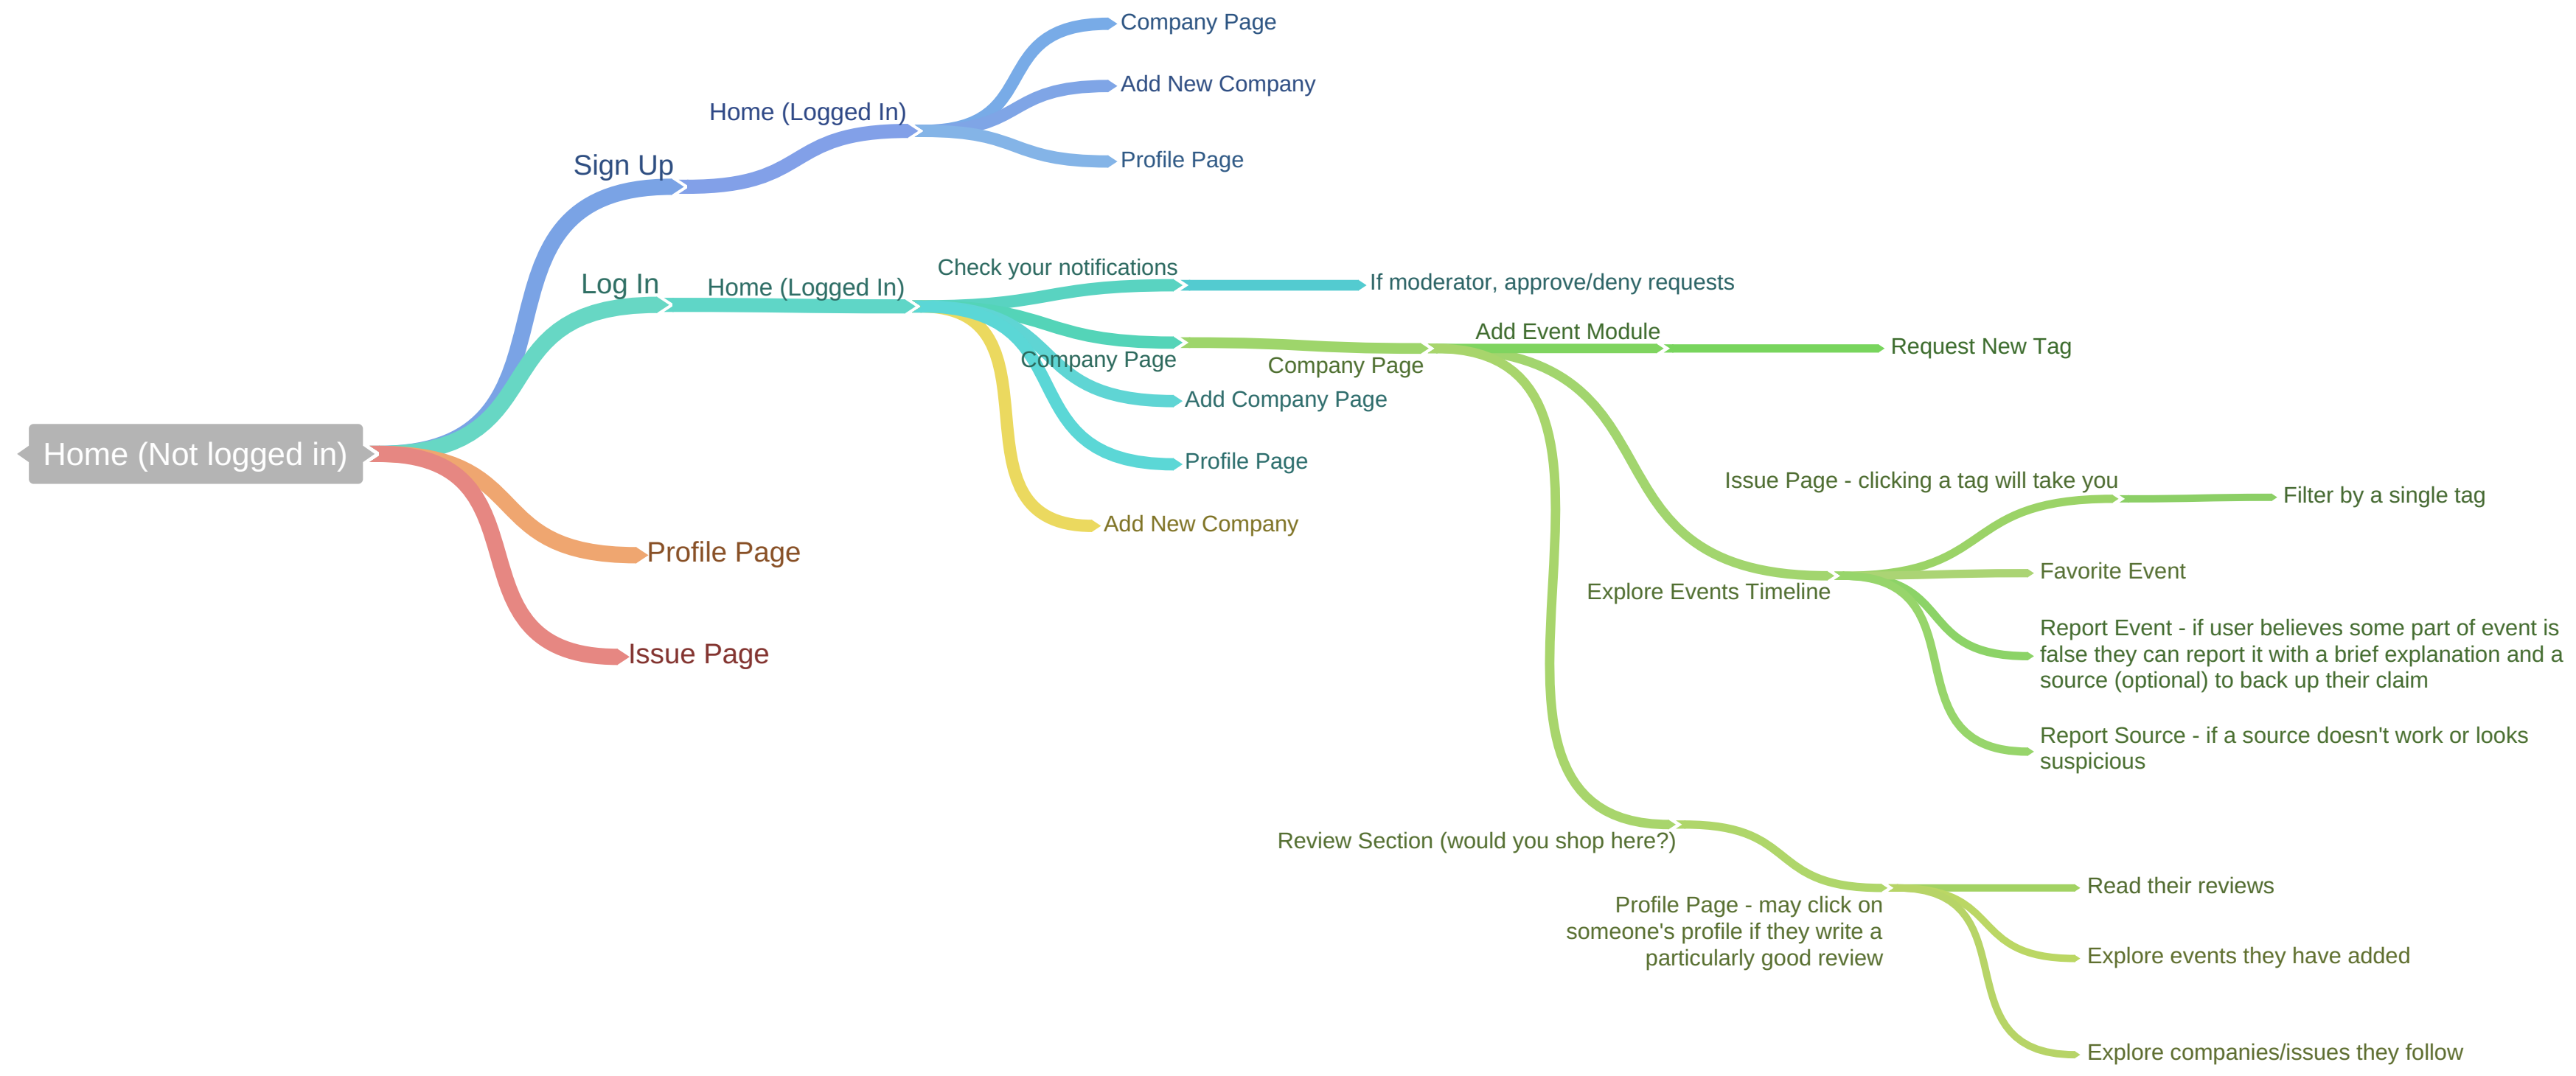 Company Page
Add New Company
Home (Logged In)
Profile Page
Sign Up
Check your notifications
If moderator, approve/deny requests
Log In
Home (Logged In)
Add Event Module
Request New Tag
Company Page
Company Page
Add Company Page
Home (Not logged in)
Profile Page
Issue Page - clicking a tag will take you
Filter by a single tag
Add New Company
Profile Page
Favorite Event
Explore Events Timeline
Report Event - if user believes some part of event is
false they can report it with a brief explanation and a
source (optional) to back up their claim
Issue Page
Report Source - if a source doesn't work or looks
suspicious
Review Section (would you shop here?)
Read their reviews
Profile Page - may click on
someone's profile if they write a
particularly good review
Explore events they have added
Explore companies/issues they follow